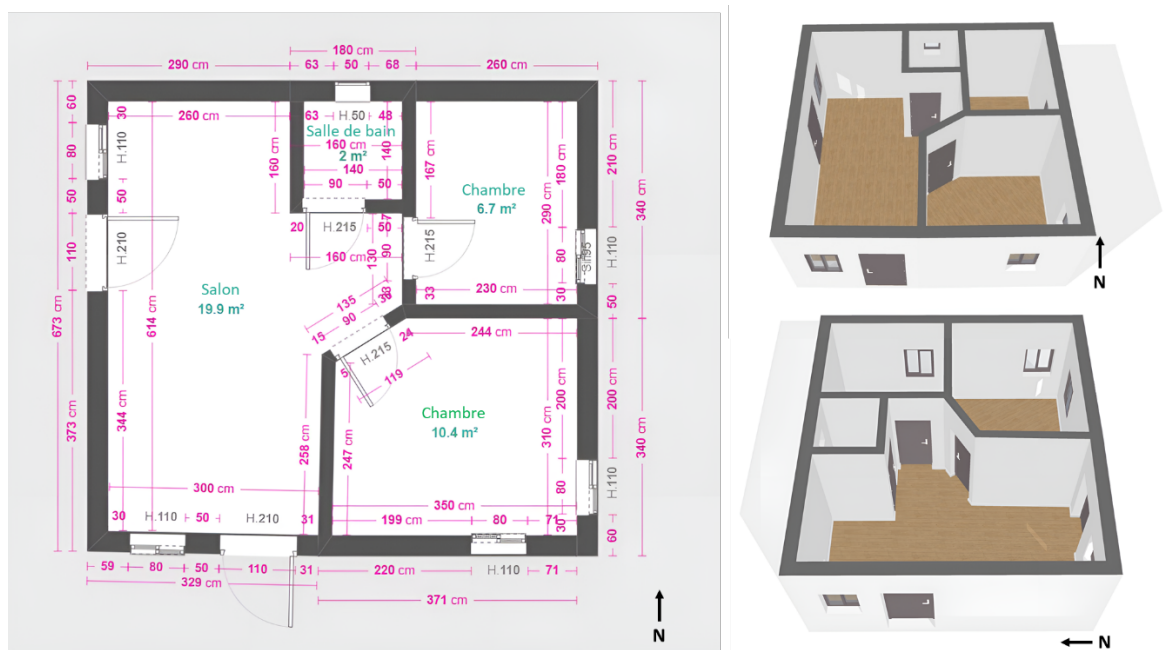 180 cm
290 cm
63
50
68
260 cm
60
30
260 cm
63
H.50
48
Salle de bain
160 cm
2 m²
140
140
90
50
80
H.110
160 cm
167 cm
180 cm
210 cm
Chambre
6.7 m²
290 cm
340 cm
50
50
20
H.215
50
57
90
130
160 cm
H.215
110
H.210
80
H.110
Salon
19.9 m²
33
230 cm
30
50
135
90
36
15
24
244 cm
H.215
5
119
673 cm
614 cm
373 cm
344 cm
258 cm
247 cm
Chambre
10.4 m²
310 cm
200 cm
200 cm
340 cm
300 cm
350 cm
80
H.110
30
H.110
50
H.210
31
199 cm
80
71
30
60
59
80
50
110
31
220 cm
H.110
71
329 cm
371 cm
N
N
N